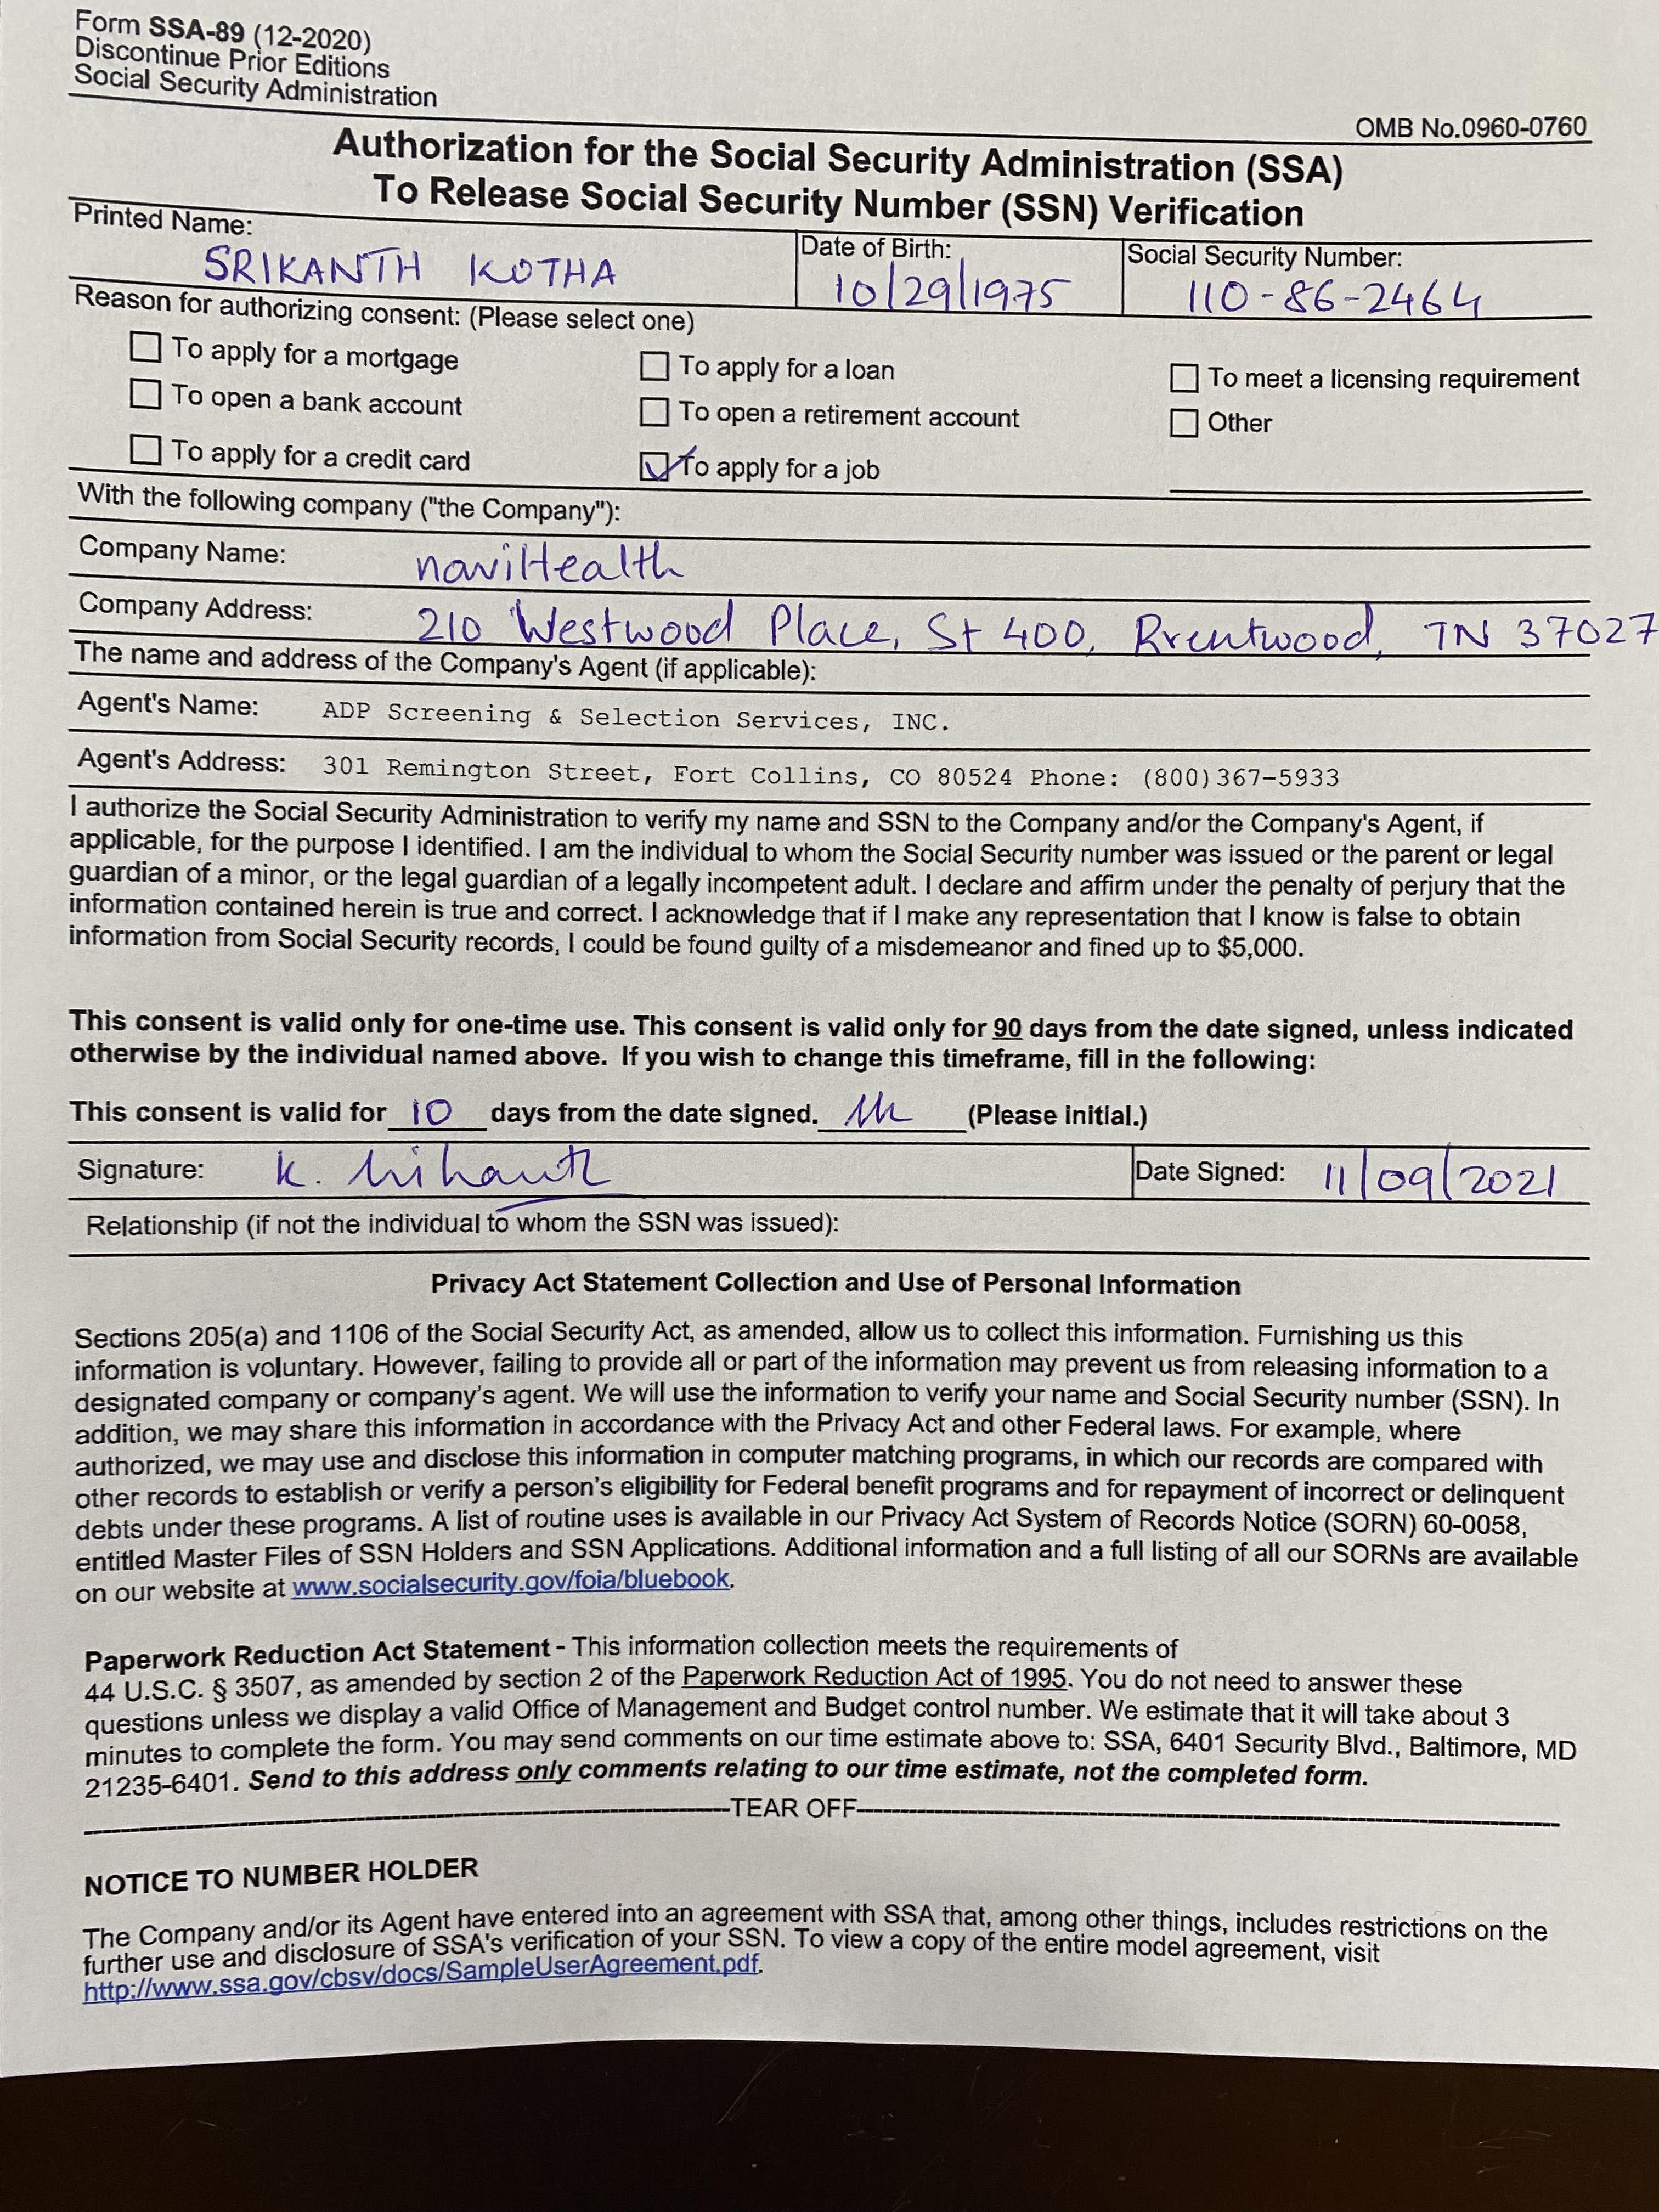 Form SSA-89 (12-2020)
Discontinue Prior Editions
Social Security Administration
OMB No.0960-0760
Authorization for the Social Security Administration (SSA)
To Release Social Security Number (SSN) Verification
Printed Name:
SRIKANTH KOTHA
Date of Birth:
10/29/1975
Social Security Number:
110-86-2464
Reason for authorizing consent: (Please select one)
To apply for a mortgage
To apply for a loan
To meet a licensing requirement
To open a bank account
To open a retirement account
Other
To apply for a credit card
To apply for a job
With the following company ("the Company"):
Company Name: naviHealth
Company Address: 210 Westwood Place, St 400, Brentwood, TN 37027
The name and address of the Company's Agent (if applicable):
Agent's Name: ADP Screening & Selection Services, INC.
Agent's Address: 301 Remington Street, Fort Collins, CO 80524 Phone: (800)367-5933
I authorize the Social Security Administration to verify my name and SSN to the Company and/or the Company's Agent, if
applicable, for the purpose I identified. I am the individual to whom the Social Security number was issued or the parent or legal
guardian of a minor, or the legal guardian of a legally incompetent adult. I declare and affirm under the penalty of perjury that the
information contained herein is true and correct. I acknowledge that if I make any representation that I know is false to obtain
information from Social Security records, I could be found guilty of a misdemeanor and fined up to $5,000.
This consent is valid only for one-time use. This consent is valid only for 90 days from the date signed, unless indicated
otherwise by the individual named above. If you wish to change this timeframe, fill in the following:
This consent is valid for 10 days from the date signed. (Please initial.)
Signature: K.
Date Signed: 11/09/2021
Relationship (if not the individual to whom the SSN was issued):
Privacy Act Statement Collection and Use of Personal Information
Sections 205(a) and 1106 of the Social Security Act, as amended, allow us to collect this information. Furnishing us this
information is voluntary. However, failing to provide all or part of the information may prevent us from releasing information to a
designated company or company's agent. We will use the information to verify your name and Social Security number (SSN). In
addition, we may share this information in accordance with the Privacy Act and other Federal laws. For example, where
authorized, we may use and disclose this information in computer matching programs, in which our records are compared with
other records to establish or verify a person's eligibility for Federal benefit programs and for repayment of incorrect or delinquent
debts under these programs. A list of routine uses is available in our Privacy Act System of Records Notice (SORN) 60-0058,
entitled Master Files of SSN Holders and SSN Applications. Additional information and a full listing of all our SORNs are available
on our website at www.socialsecurity.gov/foia/bluebook.
Paperwork Reduction Act Statement - This information collection meets the requirements of
44 U.S.C. § 3507, as amended by section 2 of the Paperwork Reduction Act of 1995. You do not need to answer these
questions unless we display a valid Office of Management and Budget control number. We estimate that it will take about 3
minutes to complete the form. You may send comments on our time estimate above to: SSA, 6401 Security Blvd., Baltimore, MD
21235-6401. Send to this address only comments relating to our time estimate, not the completed form.
TEAR OFF
NOTICE TO NUMBER HOLDER
The Company and/or its Agent have entered into an agreement with SSA that, among other things, includes restrictions on the
further use and disclosure of SSA's verification of your SSN. To view a copy of the entire model agreement, visit
http://www.ssa.gov/cbsv/docs/SampleUserAgreement.pdf.